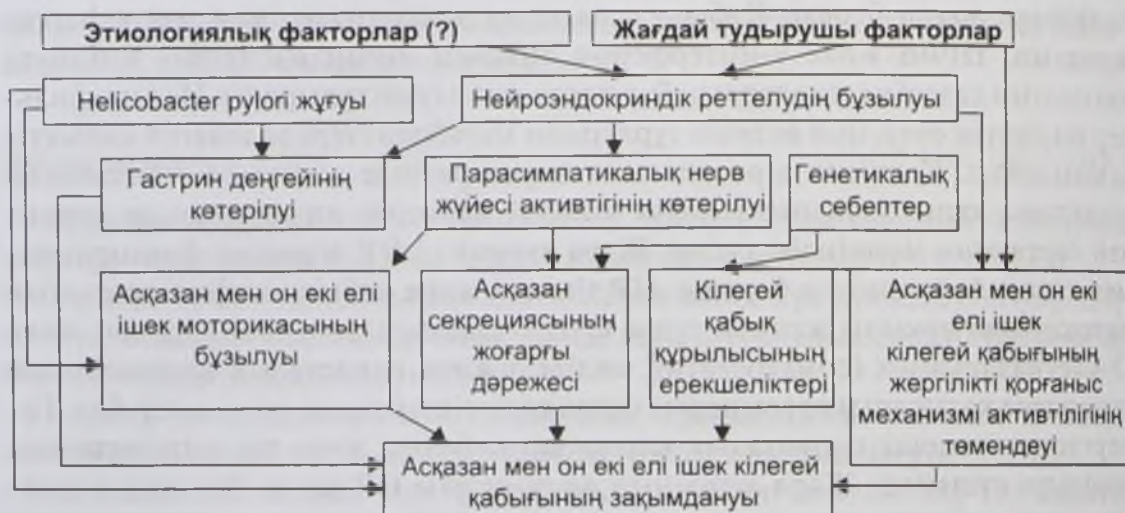 Этиологиялық факторлар (?)
Жағдай тудырушы факторлар
Helicobacter pylori жұғуы
Нейроэндокриндік реттелудің бұзылуы
Гастрин деңгейінің
көтерілуі
Парасимпатикалық нерв
жүйесі активтігінің көтерілуі
Генетикалық
себептер
Асқазан мен он екі елі
ішек моторикасының
бұзылуы
Асқазан
секрециясының
жоғарғы
дәрежесі
Кілегей
қабық
құрылысының
ерекшеліктері
Асқазан мен он екі
елі ішек
кілегей қабығының
жергілікті қорғаныс
механизмі активтілігінің
төмендеуі
Асқазан мен он екі елі ішек кілегей
қабығының зақымдануы